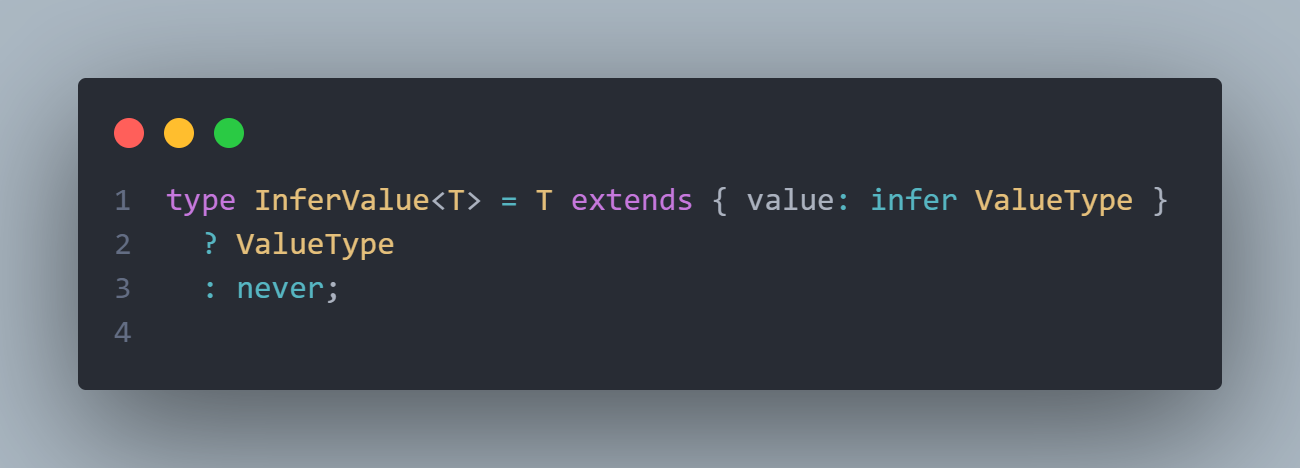 1 type InferValue<T> = T extends { value: infer ValueType }
2 ? ValueType
3 : never;
4